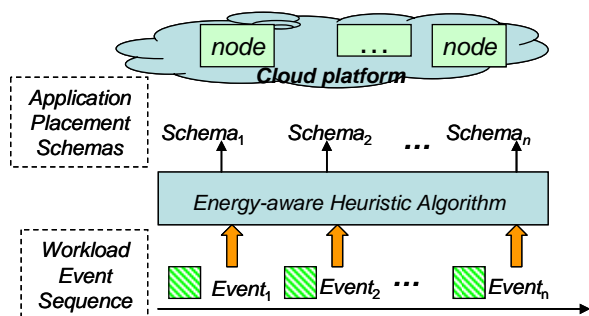 node ... node
Cloud platform
Application
Placement
Schemas
Schema1 Schema2 ... Scheman
Energy-aware Heuristic Algorithm
Workload
Event
Sequence
Event1 Event2 ... Eventn